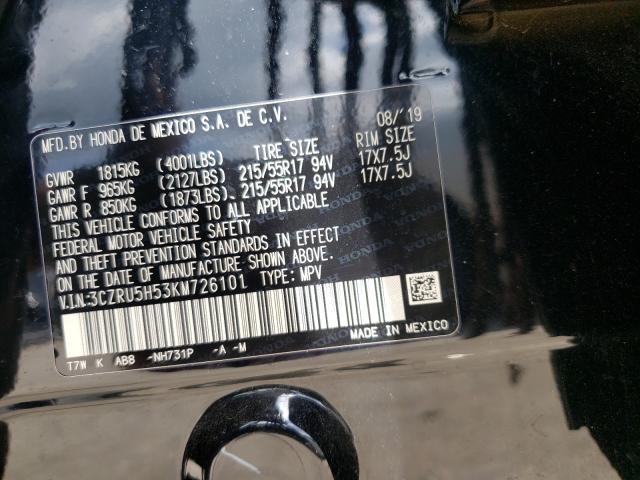 MFD.BY HONDA DE MEXICO S.A. DE C.V. 08/'19
TIRE SIZE RIM SIZE
GVWR 1815KG (4001LBS)
GAWR F 965KG (2127LBS) 215/55R17 94V 17X7.5J
GAWR R 850KG (1873LBS) 215/55R17 94V 17X7.5J
THIS VEHICLE CONFORMS TO ALL APPLICABLE
FEDERAL MOTOR VEHICLE SAFETY
AND THEFT PREVENTION STANDARDS IN EFFECT
ON THE DATE OF MANUFACTURE SHOWN ABOVE.
V.I.N:3CZRU5H53KM726101 TYPE: MPV
T7W K AB8 -NH731P -A -M MADE IN MEXICO